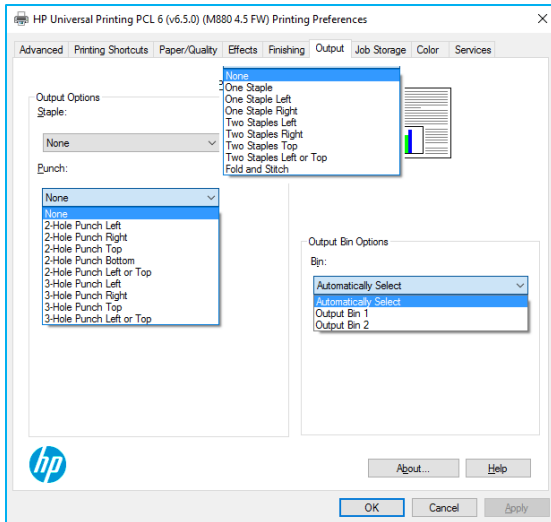 HP Universal Printing PCL 6 (v6.5.0) (M880 4.5 FW) Printing Preferences
Advanced Printing Shortcuts Paper/Quality Effects Finishing Output Job Storage Color Services
Output Options
Staple:
None
None
One Staple
One Staple Left
One Staple Right
Two Staples Left
Two Staples Right
Two Staples Top
Two Staples Left or Top
Fold and Stitch
Punch:
None
None
2-Hole Punch Left
2-Hole Punch Right
2-Hole Punch Top
2-Hole Punch Bottom
2-Hole Punch Left or Top
3-Hole Punch Left
3-Hole Punch Right
3-Hole Punch Top
3-Hole Punch Left or Top
Output Bin Options
Bin:
Automatically Select
Automatically Select
Output Bin 1
Output Bin 2
hp
About... Help
OK Cancel Apply